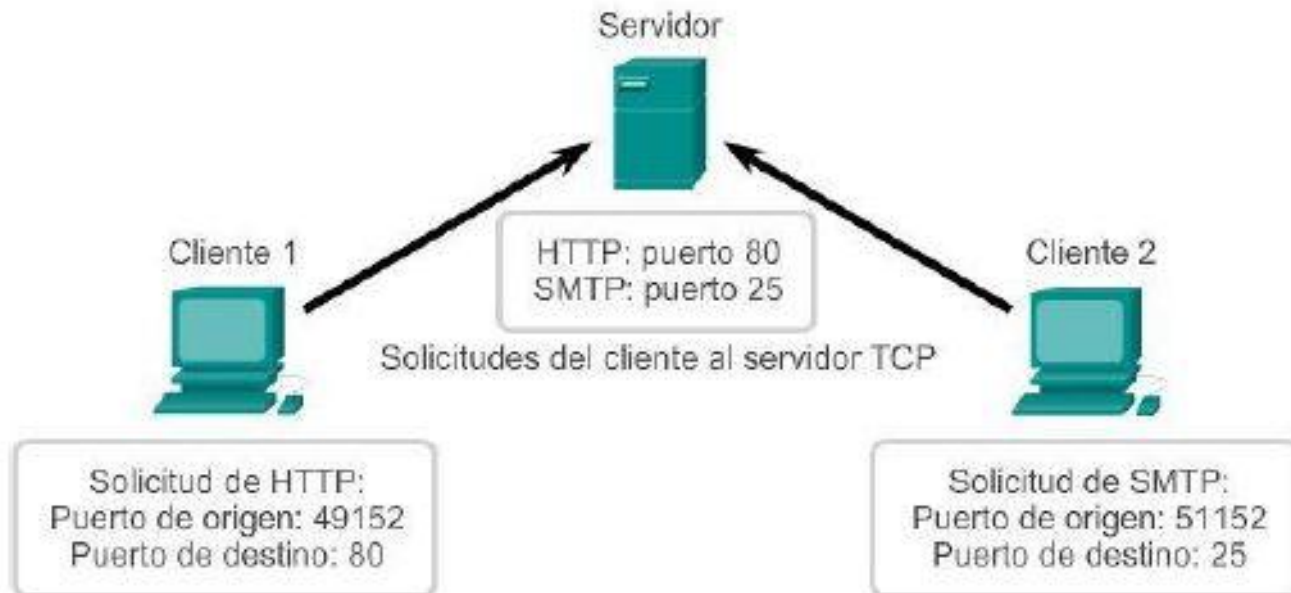 Servidor
HTTP: puerto 80
SMTP: puerto 25
Solicitudes del cliente al servidor TCP
Cliente 1
Solicitud de HTTP:
Puerto de origen: 49152
Puerto de destino: 80
Cliente 2
Solicitud de SMTP:
Puerto de origen: 51152
Puerto de destino: 25